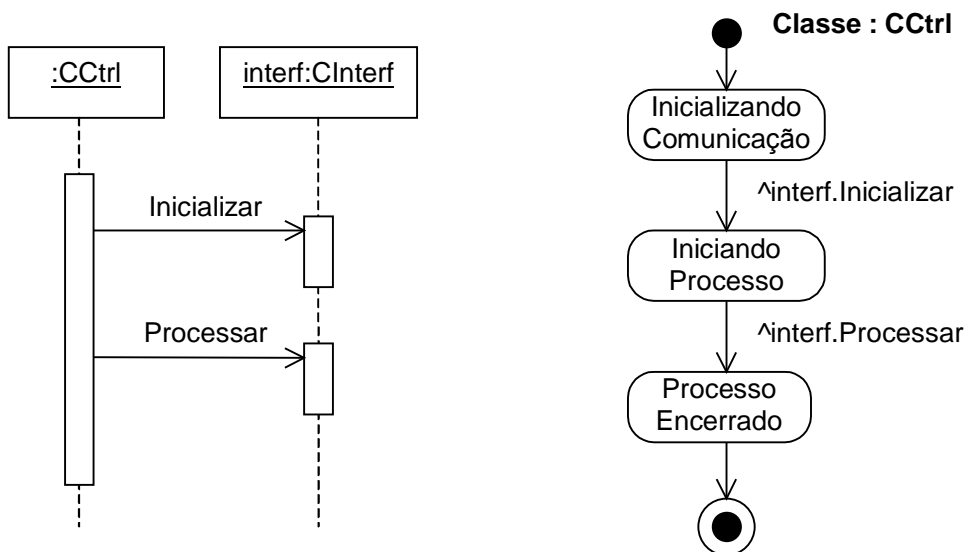 :CCtrl
interf:CInterf
Inicializar
Processar
Classe : CCtrl
Inicializando
Comunicação
^interf.Inicializar
Iniciando
Processo
^interf.Processar
Processo
Encerrado